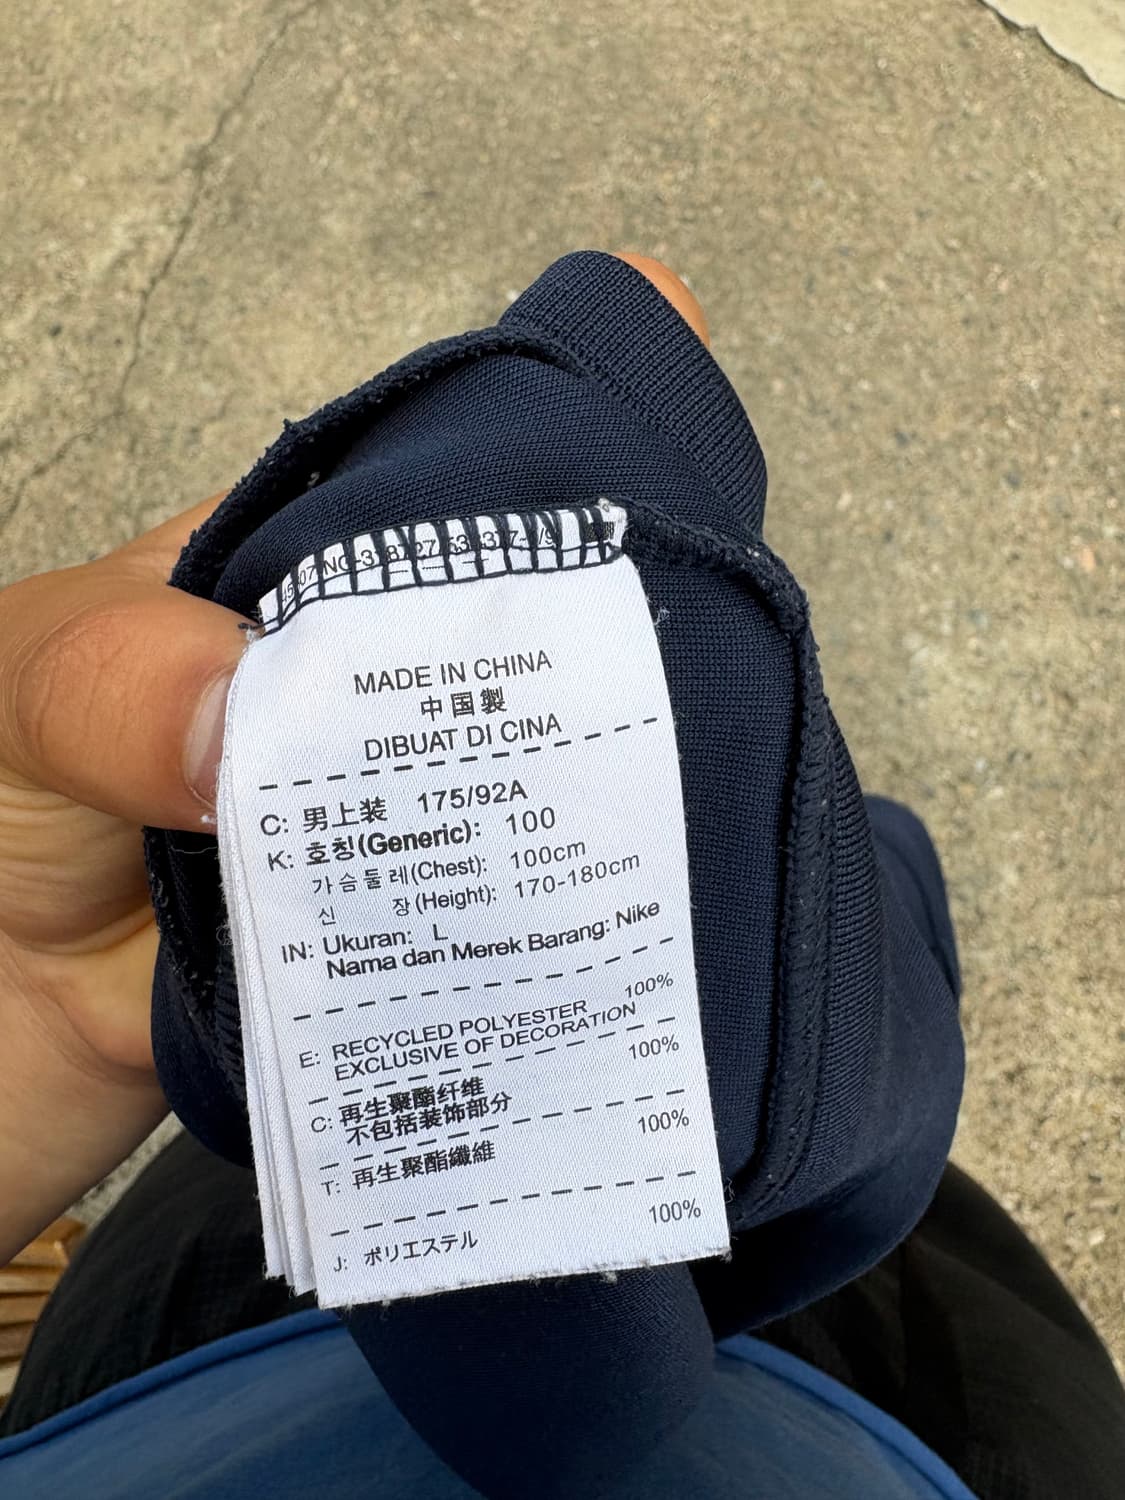 MADE IN CHINA
中国製
DIBUAT DI CINA
C: 男上装 175/92A
K: 호칭(Generic): 100
가슴둘레(Chest): 100cm
신 장(Height): 170-180cm
IN: Ukuran: L
Nama dan Merek Barang: Nike
E: RECYCLED POLYESTER 100%
EXCLUSIVE OF DECORATION
C: 再生聚酯纤维 100%
不包括装饰部分
T: 再生聚酯纖維 100%
J: ポリエステル 100%